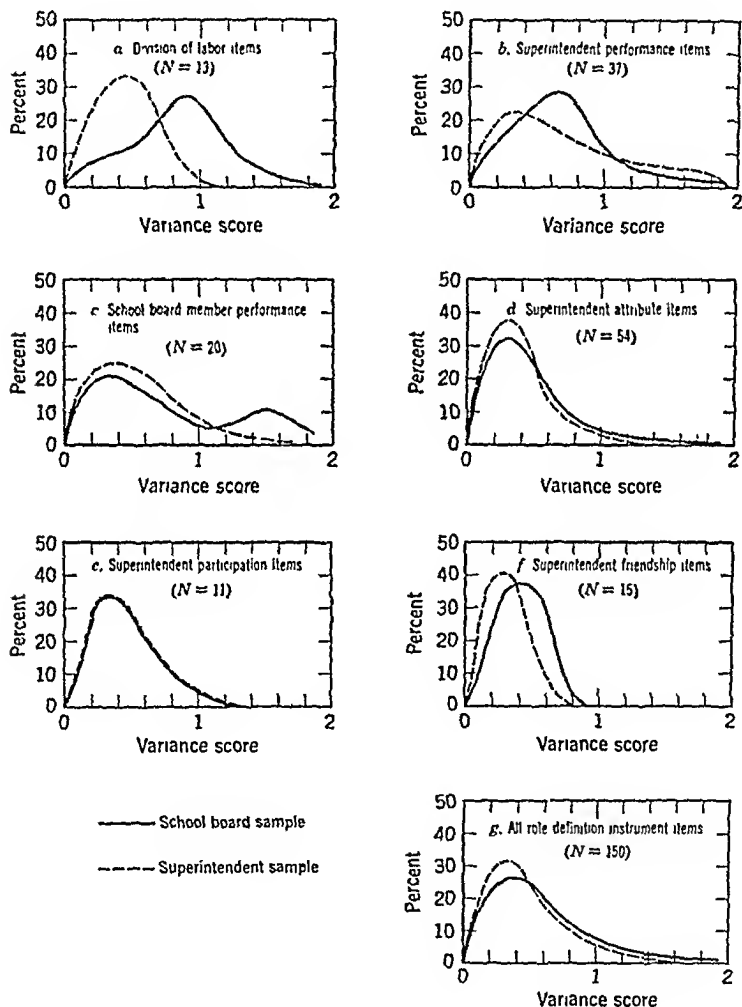 50
40
30
20
10
0
Percent
a. Division of labor items
(N = 13)
0 1 2
Variance score
50
40
30
20
10
0
Percent
b. Superintendent performance items
(N = 37)
0 1 2
Variance score
50
40
30
20
10
0
Percent
c School board member performance
items
(N = 20)
0 1 2
Variance score
50
40
30
20
10
0
Percent
d Superintendent attribute items
(N = 54)
0 1 2
Variance score
50
40
30
20
10
0
Percent
e. Superintendent participation items
(N = 11)
0 1 2
Variance score
50
40
30
20
10
0
Percent
f Superintendent friendship items
(N = 15)
0 1 2
Variance score
School board sample
Superintendent sample
50
40
30
20
10
0
Percent
g. All role definition instrument items
(N = 150)
0 1 2
Variance score